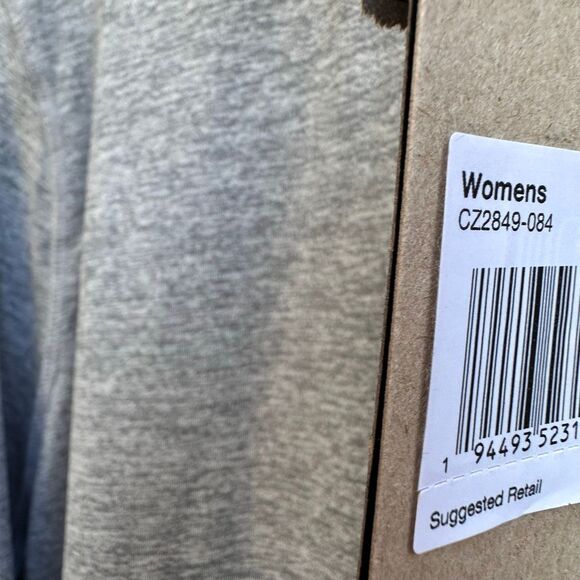 Womens
CZ2849-084
1 94493 5231
Suggested Retail